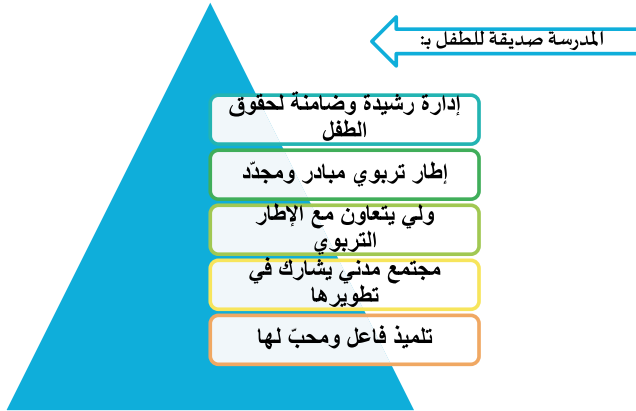 المدرسة صديقة للطفل بـ:
إدارة رشيدة وضامنة لحقوق
الطفل
إطار تربوي مبادر ومجدّد
ولي يتعاون مع الإطار
التربوي
مجتمع مدني يشارك في
تطويرها
تلميذ فاعل ومحبّ لها